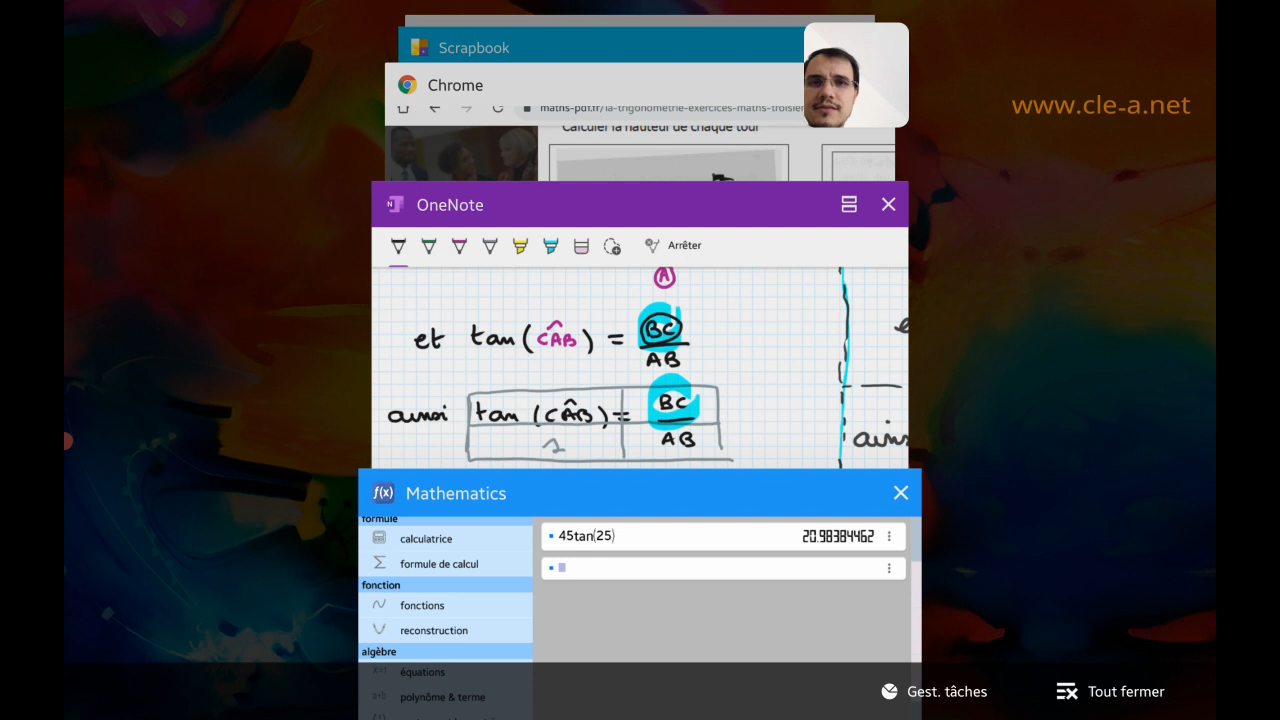 Scrapbook
Chrome
www.cle-a.net
maths-pdf.fr/la-trigonometrie-exercices-maths-troisien
Calculer la hauteur de chaque tour
OneNote
Arrêter
A
et tan(CÂB) = BC
AB
ainsi tan(CÂB)= BC
1 AB
ains
Mathematics
formule
calculatrice
formule de calcul
fonction
fonctions
reconstruction
algèbre
équations
polynôme & terme
45tan(25) 20.98384462
Gest. tâches
Tout fermer